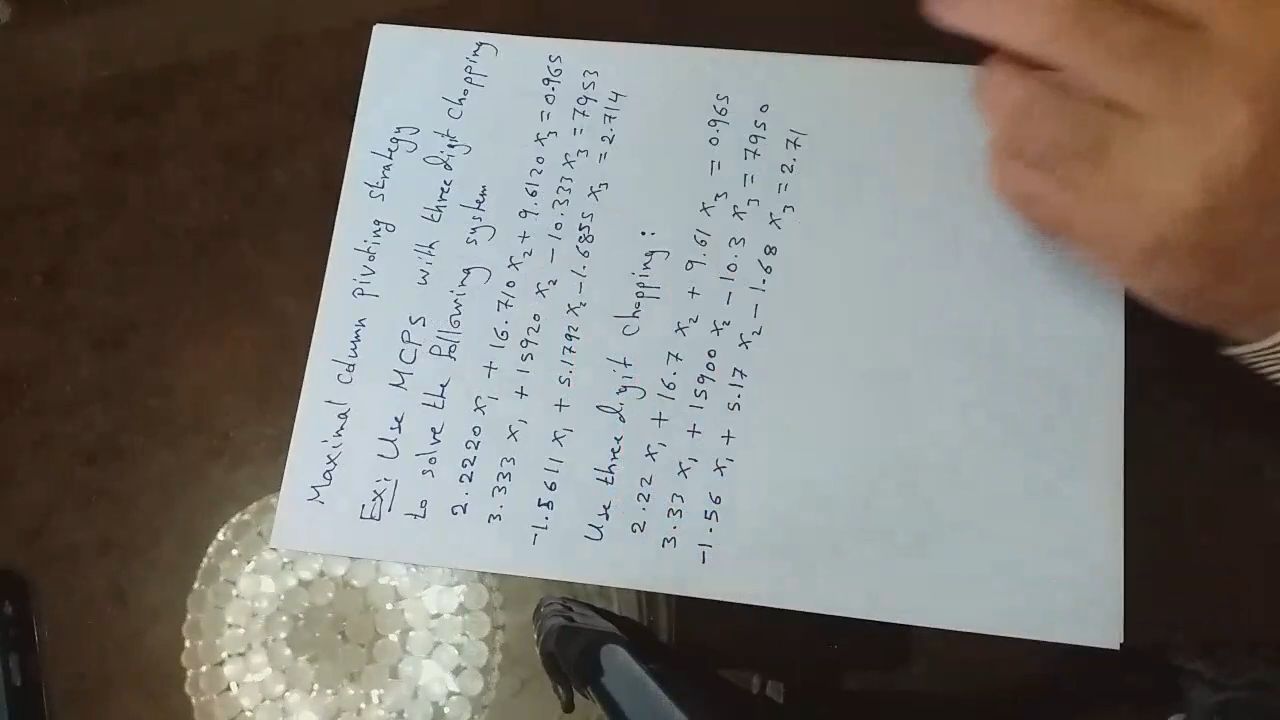 Maximal Column pivoting strategy
Ex: Use MCPS with three digit chopping
to solve the following system
2.2220 x₁ + 16.710 x₂ + 9.6120 x₃ = 0.965
3.333 x₁ + 15920 x₂ - 10.333 x₃ = 7953
-1.5611 x₁ + 5.1792 x₂ - 1.6855 x₃ = 2.714
Use three digit chopping:
2.22 x₁ + 16.7 x₂ + 9.61 x₃ = 0.965
3.33 x₁ + 15900 x₂ - 10.3 x₃ = 7950
-1.56 x₁ + 5.17 x₂ - 1.68 x₃ = 2.71